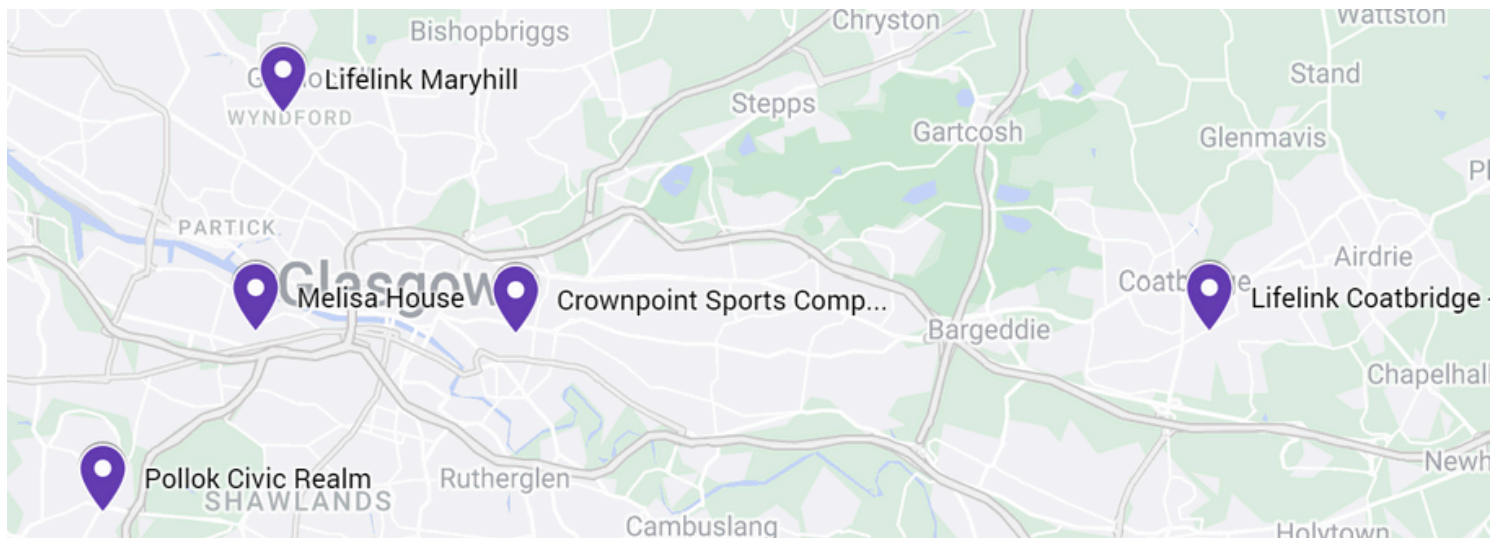 Chryston
Wattston
Bishopbriggs
Lifelink Maryhill
Stand
WYNDFORD
Stepps
Gartcosh
Glenmavis
PARTICK
Airdrie
Glasgow
Coatbridge
Melisa House
Crownpoint Sports Comp...
Lifelink Coatbridge -
Bargeddie
Chapelhall
Pollok Civic Realm
Rutherglen
SHAWLANDS
Cambuslang
Holytown